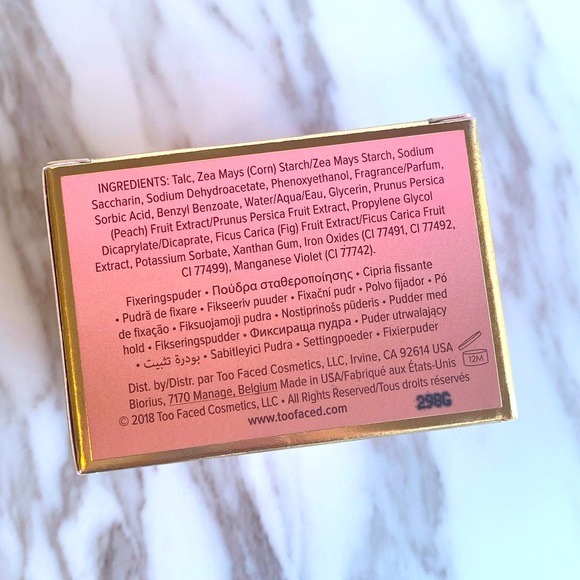 INGREDIENTS: Talc, Zea Mays (Corn) Starch/Zea Mays Starch, Sodium
Saccharin, Sodium Dehydroacetate, Phenoxyethanol, Fragrance/Parfum,
Sorbic Acid, Benzyl Benzoate, Water/Aqua/Eau, Glycerin, Prunus Persica
(Peach) Fruit Extract/Prunus Persica Fruit Extract, Propylene Glycol
Dicaprylate/Dicaprate, Ficus Carica (Fig) Fruit Extract/Ficus Carica Fruit
Extract, Potassium Sorbate, Xanthan Gum, Iron Oxides (CI 77491, CI 77492,
CI 77499), Manganese Violet (CI 77742).
Fixeringspuder • Πούδρα σταθεροποίησης • Cipria fissante
• Pudră de fixare • Fikseeriv puuder • Fixační pudr • Polvo fijador • Pó
de fixação • Fiksuojamoji pudra • Nostiprinošs pūderis • Pudder med
hold • Fikseringspudder • Фиксираща пудра • Puder utrwalający
• بودرة تثبيت • Sabitleyici Pudra • Settingpoeder • Fixierpuder
Dist. by/Distr. par Too Faced Cosmetics, LLC, Irvine, CA 92614 USA
12M
Biorius, 7170 Manage, Belgium Made in USA/Fabriqué aux États-Unis
© 2018 Too Faced Cosmetics, LLC • All Rights Reserved/Tous droits réservés
www.toofaced.com
298G